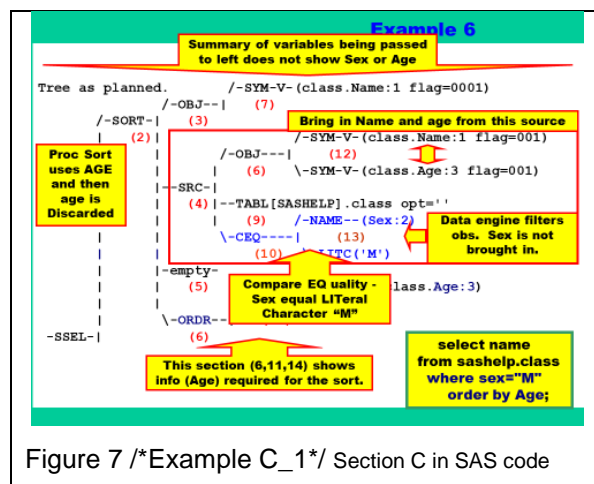 Example 6
Summary of variables being passed
to left does not show Sex or Age
Tree as planned. /-SYM-V-(class.Name:1 flag=0001)
/-OBJ--| (7)
/-SORT-| (3)
Bring in Name and age from this source
| (2)| /-SYM-V-(class.Name:1 flag=001)
/-OBJ---| (12)
| (6) \-SYM-V-(class.Age:3 flag=001)
Proc Sort
uses AGE
and then
age is
Discarded
|--SRC-|
| (4) |--TABL[SASHELP].class opt=''
| (9) /-NAME--(Sex:2)
\-CEQ----| (13)
(10) LITC('M')
Data engine filters
obs. Sex is not
brought in.
|-empty-
| (5)
Compare EQ uality -
Sex equal LITeral
Character “M”
lass.Age:3)
\-ORDR--
-SSEL-| (6)
This section (6,11,14) shows
info (Age) required for the sort.
select name
from sashelp.class
where sex="M"
order by Age;
Figure 7 /*Example C_1*/ Section C in SAS code